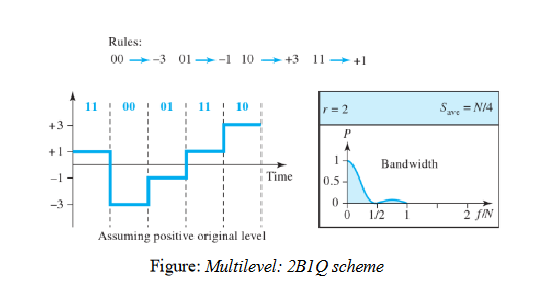 Rules:
00 → −3 01 → −1 10 → +3 11 → +1
11 00 01 11 10
+3
+1
−1
−3
Time
Assuming positive original level
r = 2 Save = N/4
P
1
Bandwidth
0.5
0
0 1/2 1 2 f/N
Figure: Multilevel: 2B1Q scheme